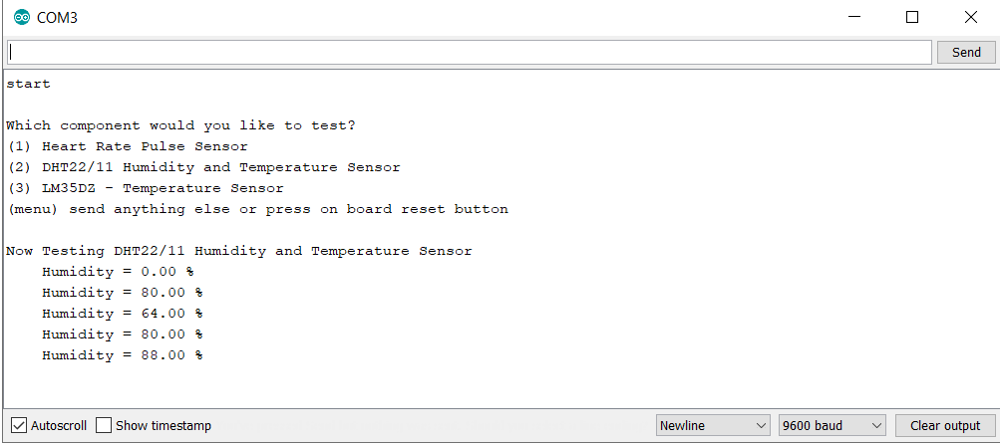 COM3
Send
start
Which component would you like to test?
(1) Heart Rate Pulse Sensor
(2) DHT22/11 Humidity and Temperature Sensor
(3) LM35DZ - Temperature Sensor
(menu) send anything else or press on board reset button
Now Testing DHT22/11 Humidity and Temperature Sensor
Humidity = 0.00 %
Humidity = 80.00 %
Humidity = 64.00 %
Humidity = 80.00 %
Humidity = 88.00 %
Autoscroll Show timestamp Newline 9600 baud Clear output